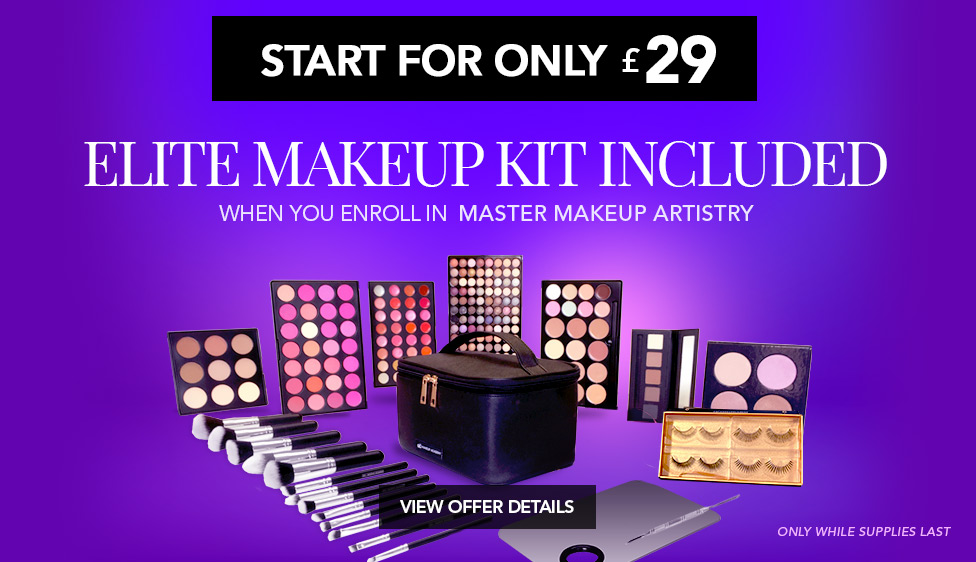 START FOR ONLY £29
ELITE MAKEUP KIT INCLUDED
WHEN YOU ENROLL IN MASTER MAKEUP ARTISTRY
VIEW OFFER DETAILS
ONLY WHILE SUPPLIES LAST